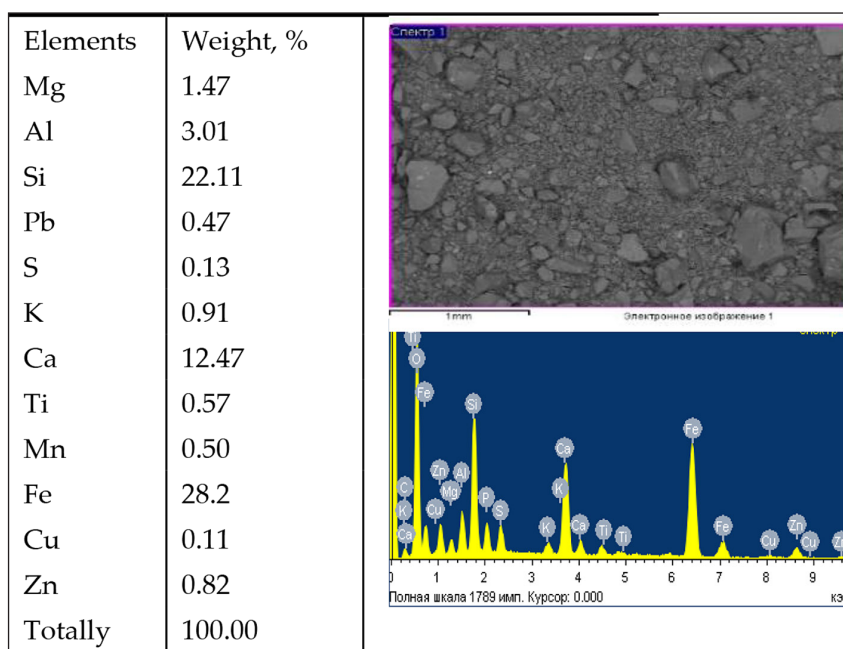 Elements Weight, %
Mg 1.47
Al 3.01
Si 22.11
Pb 0.47
S 0.13
K 0.91
Ca 12.47
Ti 0.57
Mn 0.50
Fe 28.2
Cu 0.11
Zn 0.82
Totally 100.00
Спектр 1
1mm Электронное изображение 1
Ti
O
Fe
Si
Fe
Ca
Zn Al
C Mg K
K Cu P S
Ca K Ca Ti Ti Fe Cu Zn Cu
0 1 2 3 4 5 6 7 8 9
Полная шкала 1789 имп. Курсор: 0.000